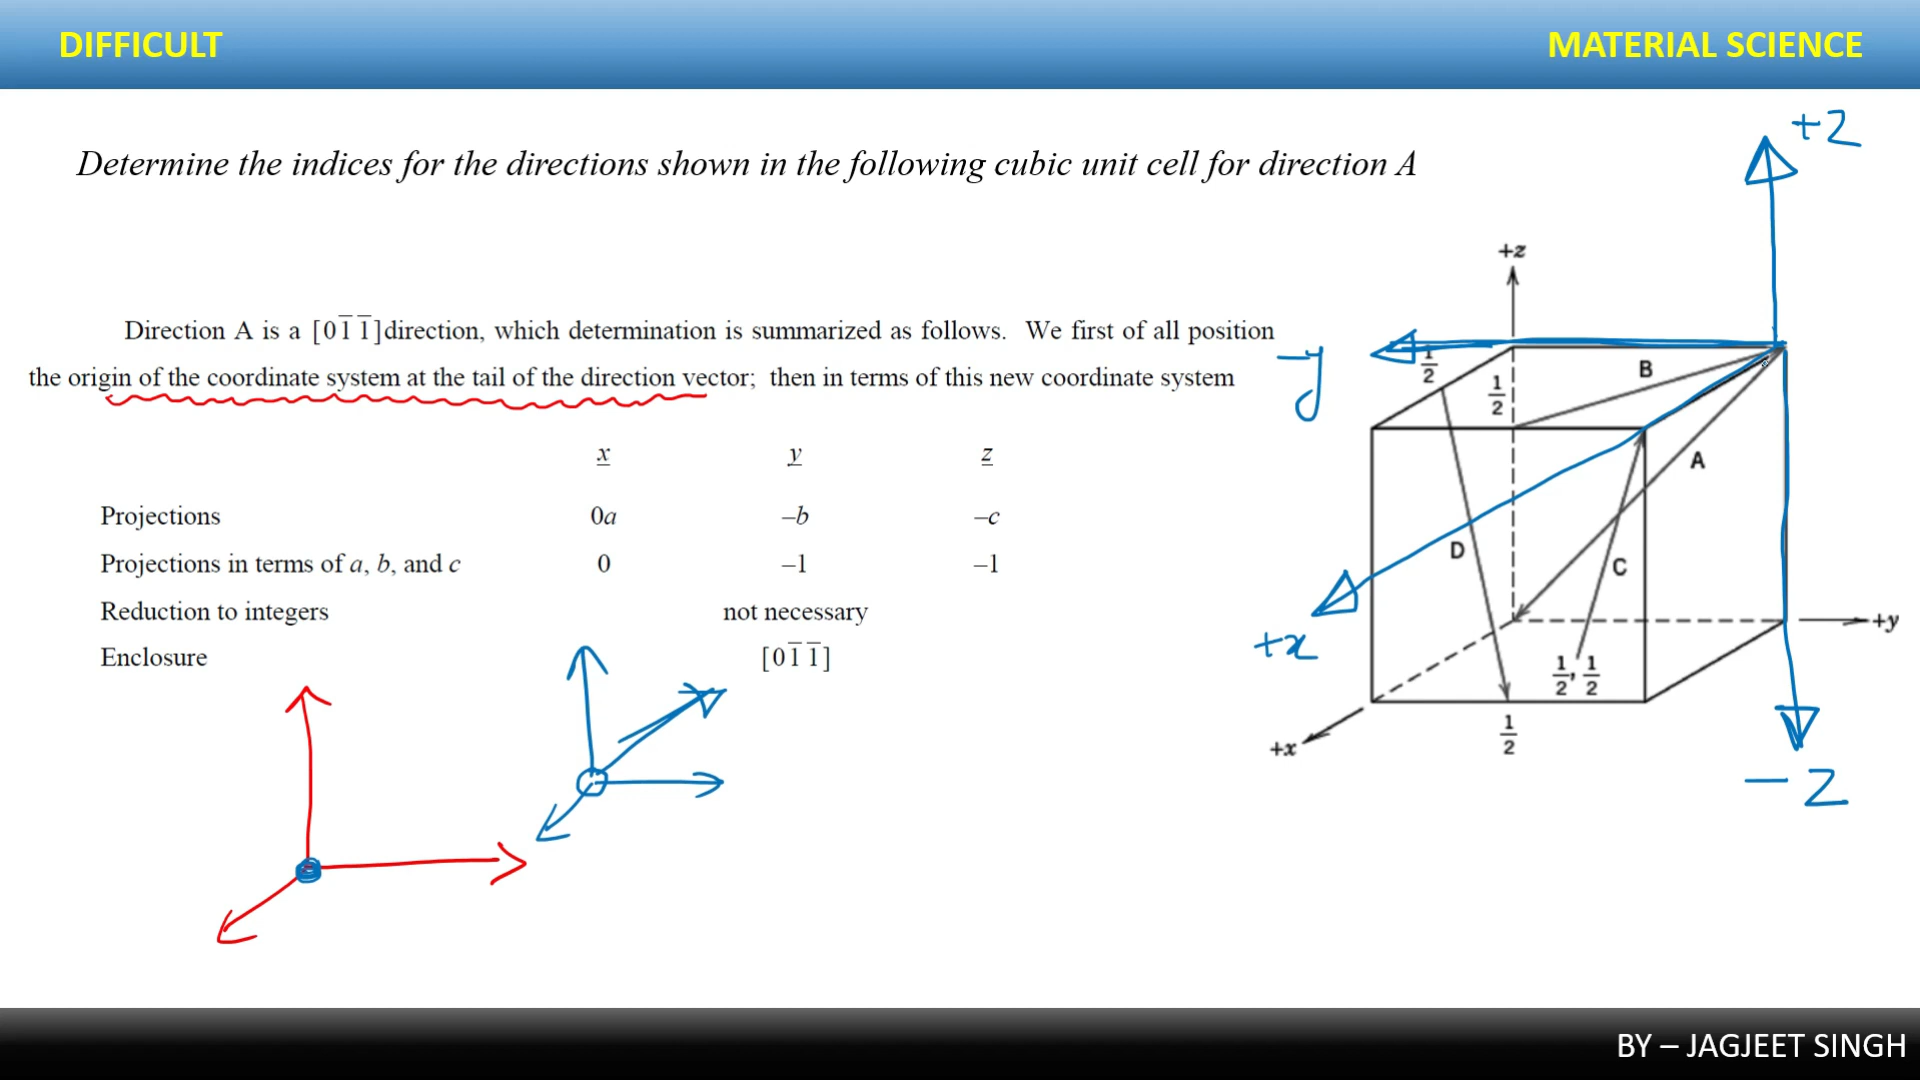 DIFFICULT
MATERIAL SCIENCE
Determine the indices for the directions shown in the following cubic unit cell for direction A
Direction A is a [01̅1̅]direction, which determination is summarized as follows. We first of all position
the origin of the coordinate system at the tail of the direction vector; then in terms of this new coordinate system
x y z
Projections 0a –b –c
Projections in terms of a, b, and c 0 –1 –1
Reduction to integers not necessary
Enclosure [01̅1̅]
+z
+z
-y
1/2
1/2
B
A
D
C
+x
+y
1/2, 1/2
1/2
+x
-z
BY – JAGJEET SINGH